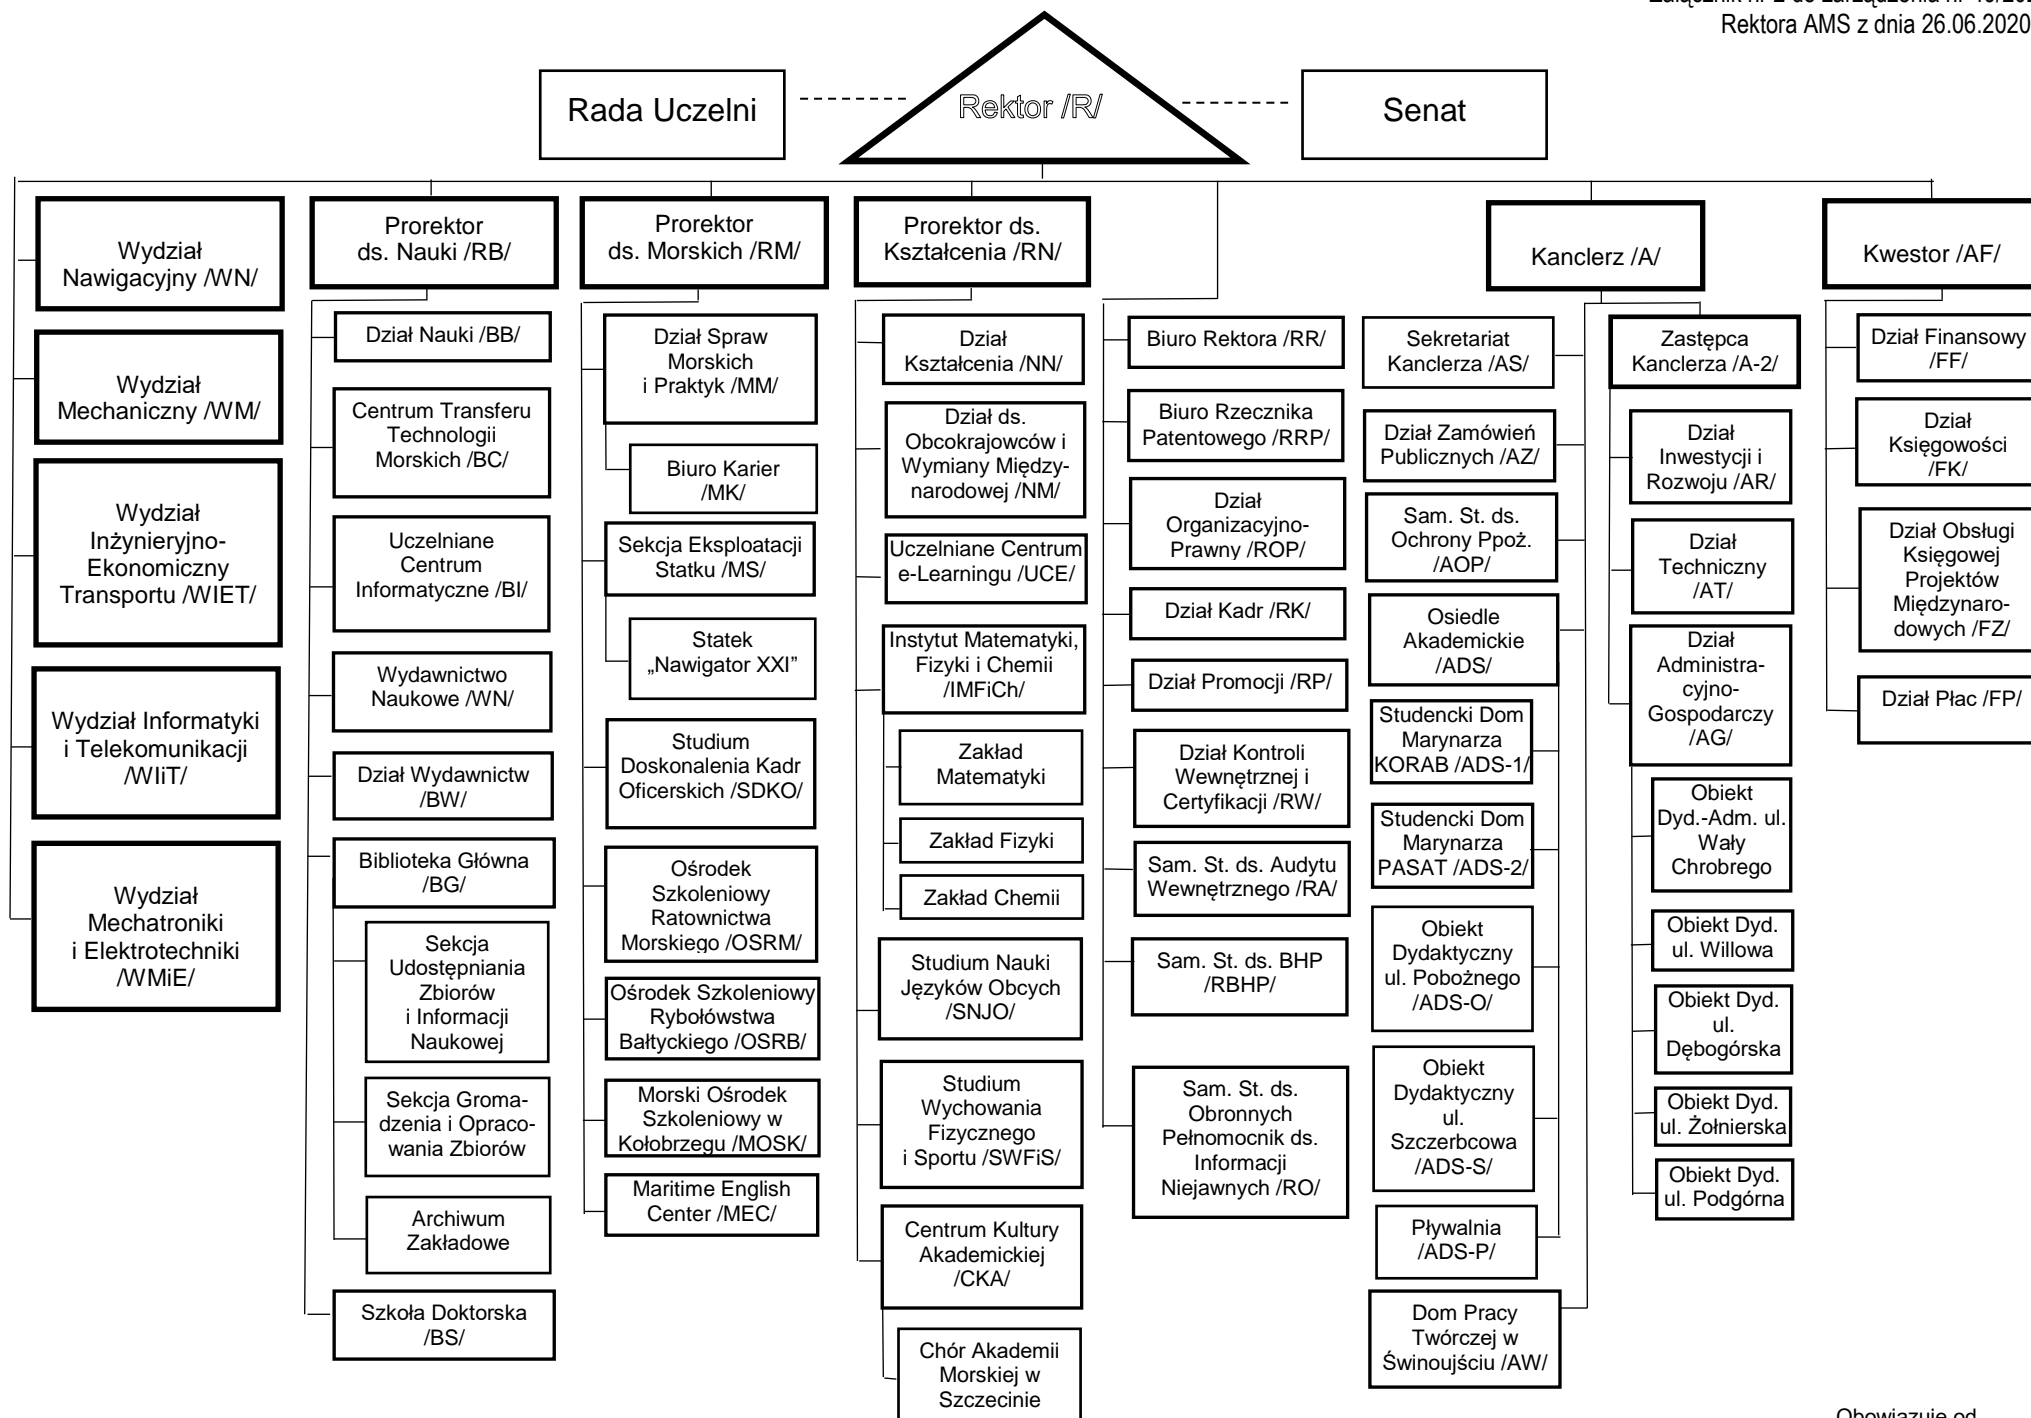 Rektora AMS z dnia 26.06.2020
Rada Uczelni
Rektor /R/
Senat
Wydział
Nawigacyjny /WN/
Wydział
Mechaniczny /WM/
Wydział
Inżynieryjno-
Ekonomiczny
Transportu /WIET/
Wydział Informatyki
i Telekomunikacji
/WIiT/
Wydział
Mechatroniki
i Elektrotechniki
/WMiE/
Prorektor
ds. Nauki /RB/
Dział Nauki /BB/
Centrum Transferu
Technologii
Morskich /BC/
Uczelniane
Centrum
Informatyczne /BI/
Wydawnictwo
Naukowe /WN/
Dział Wydawnictw
/BW/
Biblioteka Główna
/BG/
Sekcja
Udostępniania
Zbiorów
i Informacji
Naukowej
Sekcja Groma-
dzenia i Opraco-
wania Zbiorów
Archiwum
Zakładowe
Szkoła Doktorska
/BS/
Prorektor
ds. Morskich /RM/
Dział Spraw
Morskich
i Praktyk /MM/
Biuro Karier
/MK/
Sekcja Eksploatacji
Statku /MS/
Statek
„Nawigator XXI”
Studium
Doskonalenia Kadr
Oficerskich /SDKO/
Ośrodek
Szkoleniowy
Ratownictwa
Morskiego /OSRM/
Ośrodek Szkoleniowy
Rybołówstwa
Bałtyckiego /OSRB/
Morski Ośrodek
Szkoleniowy w
Kołobrzegu /MOSK/
Maritime English
Center /MEC/
Prorektor ds.
Kształcenia /RN/
Dział
Kształcenia /NN/
Dział ds.
Obcokrajowców i
Wymiany Między-
narodowej /NM/
Uczelniane Centrum
e-Learningu /UCE/
Instytut Matematyki,
Fizyki i Chemii
/IMFiCh/
Zakład
Matematyki
Zakład Fizyki
Zakład Chemii
Studium Nauki
Języków Obcych
/SNJO/
Studium
Wychowania
Fizycznego
i Sportu /SWFiS/
Centrum Kultury
Akademickiej
/CKA/
Chór Akademii
Morskiej w
Szczecinie
Biuro Rektora /RR/
Biuro Rzecznika
Patentowego /RRP/
Dział
Organizacyjno-
Prawny /ROP/
Dział Kadr /RK/
Dział Promocji /RP/
Dział Kontroli
Wewnętrznej i
Certyfikacji /RW/
Sam. St. ds. Audytu
Wewnętrznego /RA/
Sam. St. ds. BHP
/RBHP/
Sam. St. ds.
Obronnych
Pełnomocnik ds.
Informacji
Niejawnych /RO/
Kanclerz /A/
Sekretariat
Kanclerza /AS/
Dział Zamówień
Publicznych /AZ/
Sam. St. ds.
Ochrony Ppoż.
/AOP/
Osiedle
Akademickie
/ADS/
Studencki Dom
Marynarza
KORAB /ADS-1/
Studencki Dom
Marynarza
PASAT /ADS-2/
Obiekt
Dydaktyczny
ul. Pobożnego
/ADS-O/
Obiekt
Dydaktyczny
ul.
Szczerbcowa
/ADS-S/
Pływalnia
/ADS-P/
Dom Pracy
Twórczej w
Świnoujściu /AW/
Zastępca
Kanclerza /A-2/
Dział
Inwestycji i
Rozwoju /AR/
Dział
Techniczny
/AT/
Dział
Administra-
cyjno-
Gospodarczy
/AG/
Obiekt
Dyd.-Adm. ul.
Wały
Chrobrego
Obiekt Dyd.
ul. Willowa
Obiekt Dyd.
ul.
Dębogórska
Obiekt Dyd.
ul. Żołnierska
Obiekt Dyd.
ul. Podgórna
Kwestor /AF/
Dział Finansowy
/FF/
Dział
Księgowości
/FK/
Dział Obsługi
Księgowej
Projektów
Międzynaro-
dowych /FZ/
Dział Płac /FP/
Obowiązuje od